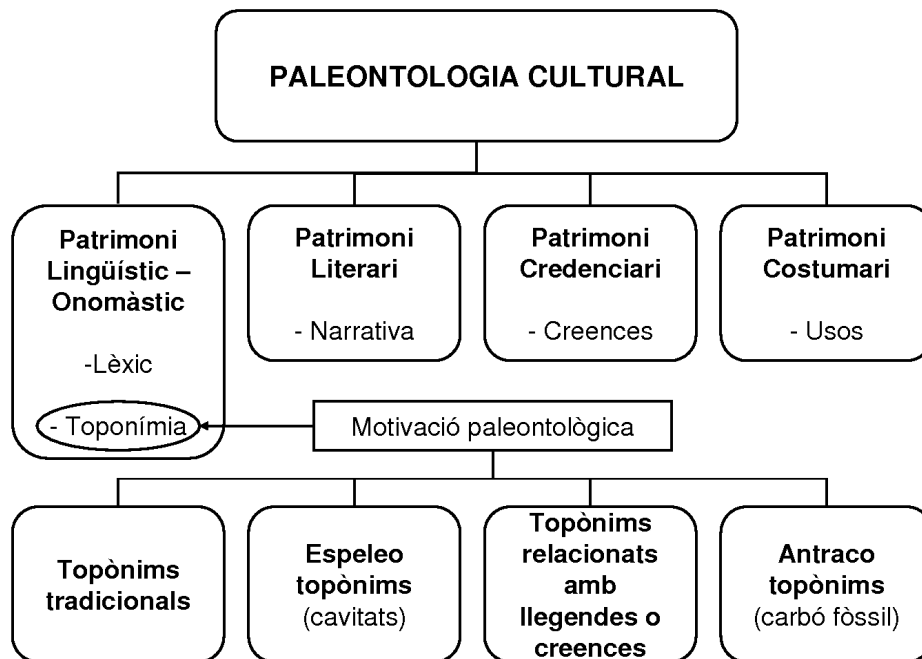 PALEONTOLOGIA CULTURAL
Patrimoni
Lingüístic –
Onomàstic
-Lèxic
- Toponímia
Patrimoni
Literari
- Narrativa
Patrimoni
Credenciari
- Creences
Patrimoni
Costumari
- Usos
Motivació paleontològica
Topònims
tradicionals
Espeleo
topònims
(cavitats)
Topònims
relacionats
amb
llegendes o
creences
Antraco
topònims
(carbó fòssil)